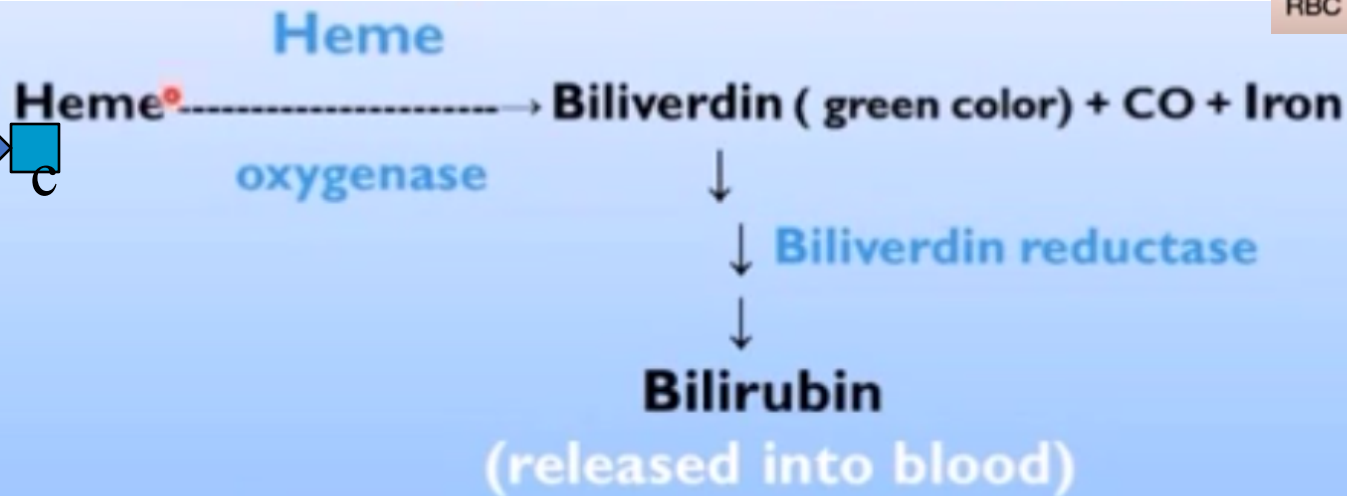 RBC
Heme
Heme ----------------------→ Biliverdin ( green color) + CO + Iron
c
oxygenase
↓
↓ Biliverdin reductase
↓
Bilirubin
(released into blood)